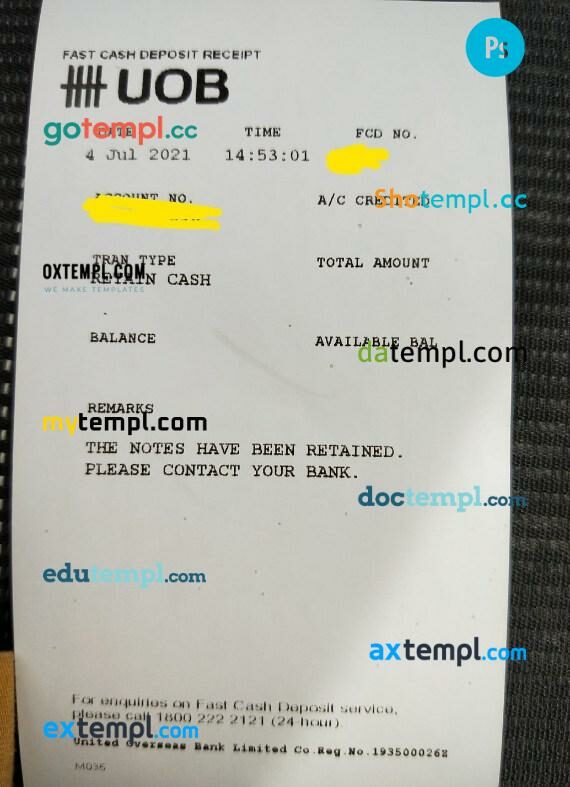 Ps
FAST CASH DEPOSIT RECEIPT
UOB
gotempl.cc
DATE TIME FCD NO.
4 Jul 2021 14:53:01
ACCOUNT NO. A/C CREDITED
Shotempl.cc
TRAN TYPE TOTAL AMOUNT
OXTEMPL.COM
RETAIN CASH
WE MAKE TEMPLATES
BALANCE AVAILABLE BAL
datempl.com
REMARKS
mytempl.com
THE NOTES HAVE BEEN RETAINED.
PLEASE CONTACT YOUR BANK.
doctempl.com
edutempl.com
axtempl.com
For enquiries on Fast Cash Deposit service,
please call 1800 222 2121 (24-hour).
extempl.com
United Overseas Bank Limited Co.Reg.No.193500026Z
M036